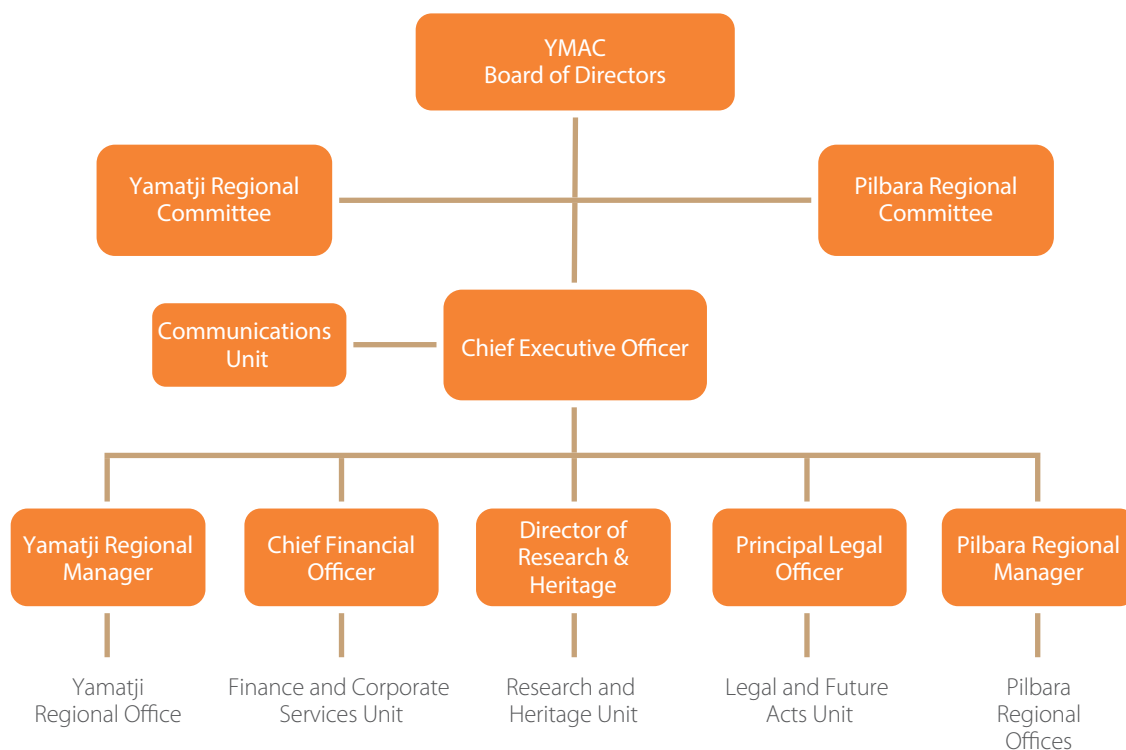 YMAC
Board of Directors
Yamatji Regional
Committee
Pilbara Regional
Committee
Communications
Unit
Chief Executive Officer
Yamatji Regional
Manager
Chief Financial
Officer
Director of
Research &
Heritage
Principal Legal
Officer
Pilbara Regional
Manager
Yamatji
Regional Office
Finance and Corporate
Services Unit
Research and
Heritage Unit
Legal and Future
Acts Unit
Pilbara
Regional
Offices